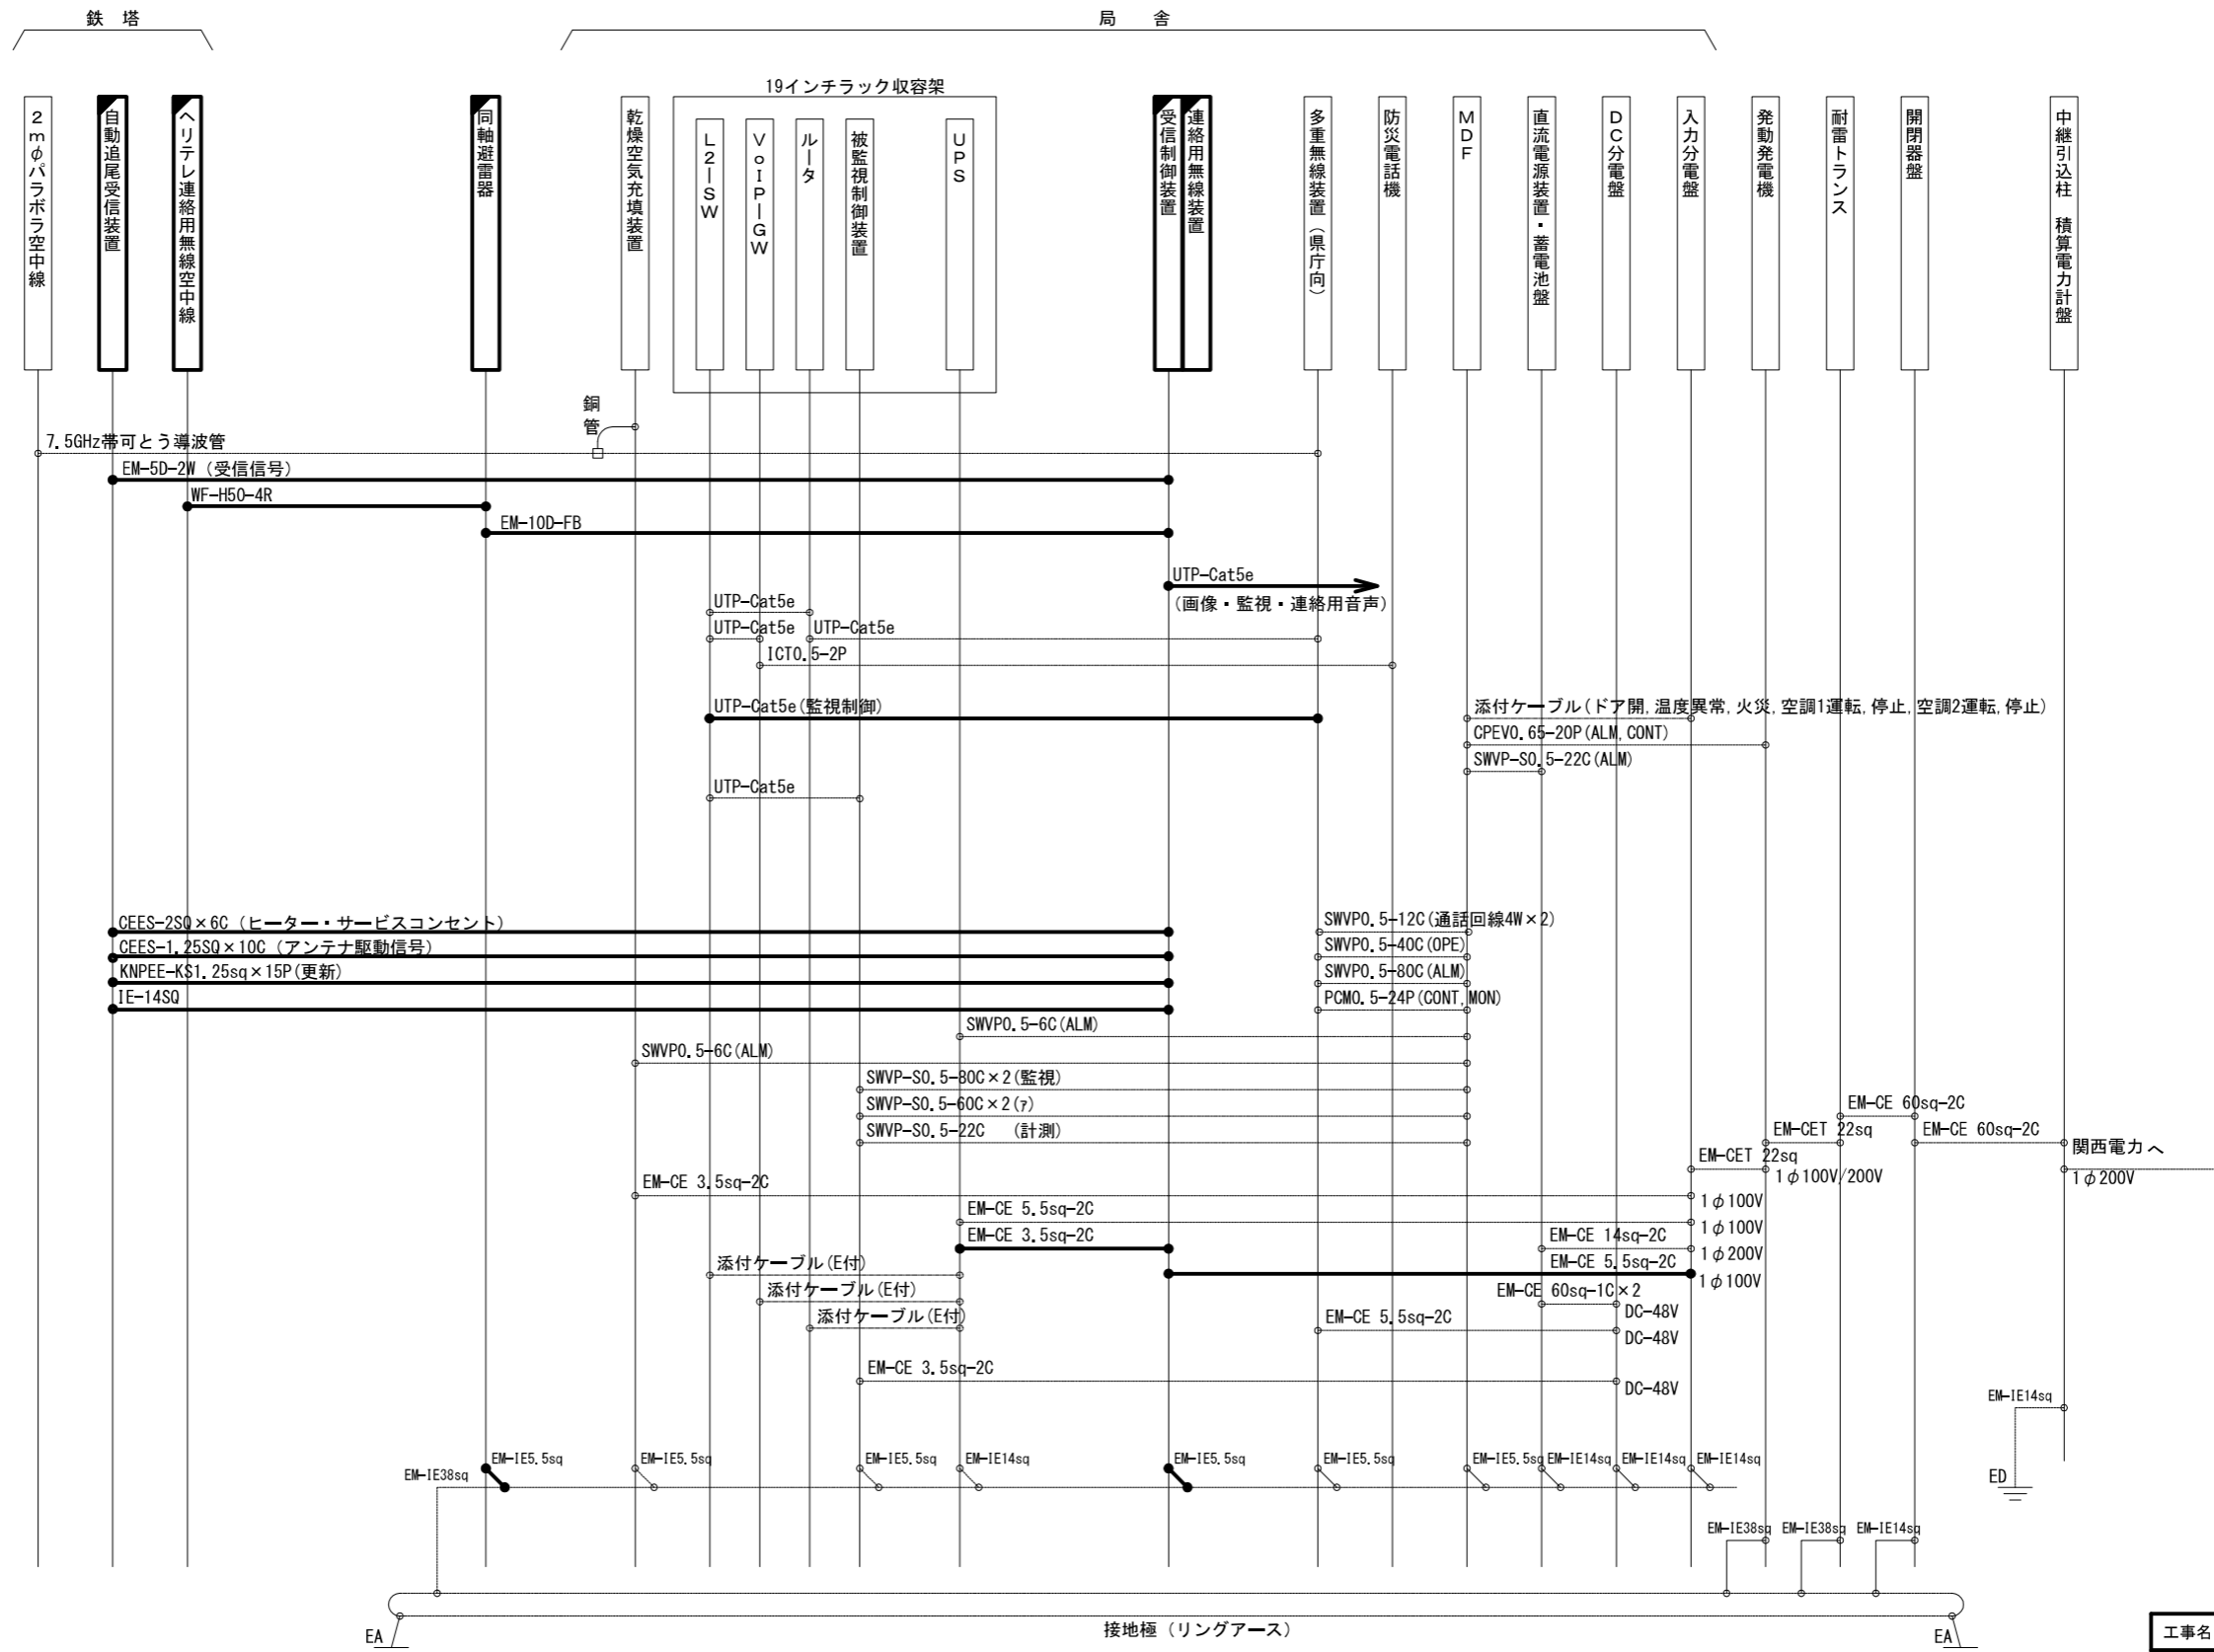 鉄　塔
局　　舎
19インチラック収容架
2mφパラボラ空中線
自動追尾受信装置
ヘリテレ連絡用無線空中線
同軸避雷器
乾燥空気充填装置
L2-SW
VoIP-GW
ルータ
被監視制御装置
UPS
受信制御装置
連絡用無線装置
多重無線装置（県庁向）
防災電話機
MDF
直流電源装置・蓄電池盤
DC分電盤
入力分電盤
発動発電機
耐雷トランス
開閉器盤
中継引込柱　積算電力計盤
銅管
7.5GHz帯可とう導波管
EM-5D-2W（受信信号）
WF-H50-4R
EM-10D-FB
UTP-Cat5e
(画像・監視・連絡用音声)
UTP-Cat5e
UTP-Cat5e
UTP-Cat5e
ICT0.5-2P
UTP-Cat5e(監視制御)
添付ケーブル(ドア開,温度異常,火災,空調1運転,停止,空調2運転,停止)
CPEV0.65-20P(ALM,CONT)
SWVP-S0.5-22C(ALM)
UTP-Cat5e
CEES-2SQ×6C（ヒーター・サービスコンセント）
SWVP0.5-12C(通話回線4W×2)
CEES-1.25SQ×10C（アンテナ駆動信号）
SWVP0.5-40C(OPE)
KNPEE-KS1.25sq×15P(更新)
SWVP0.5-80C(ALM)
IE-14SQ
PCM0.5-24P(CONT,MON)
SWVP0.5-6C(ALM)
SWVP0.5-6C(ALM)
SWVP-S0.5-80C×2(監視)
SWVP-S0.5-60C×2(ｱ)
EM-CE 60sq-2C
SWVP-S0.5-22C　(計測)
EM-CET 22sq
EM-CE 60sq-2C
関西電力へ
EM-CET 22sq
1φ100V/200V
1φ200V
EM-CE 3.5sq-2C
1φ100V
EM-CE 5.5sq-2C
1φ100V
EM-CE 3.5sq-2C
EM-CE 14sq-2C
1φ200V
添付ケーブル(E付)
EM-CE 5.5sq-2C
1φ100V
添付ケーブル(E付)
EM-CE 60sq-1C×2
DC-48V
添付ケーブル(E付)
EM-CE 5.5sq-2C
DC-48V
EM-CE 3.5sq-2C
DC-48V
EM-IE14sq
ED
EM-IE38sq
EM-IE5.5sq
EM-IE5.5sq
EM-IE5.5sq
EM-IE14sq
EM-IE5.5sq
EM-IE5.5sq
EM-IE5.5sq
EM-IE14sq
EM-IE14sq
EM-IE14sq
EM-IE38sq
EM-IE38sq
EM-IE14sq
接地極（リングアース）
EA
EA
工事名